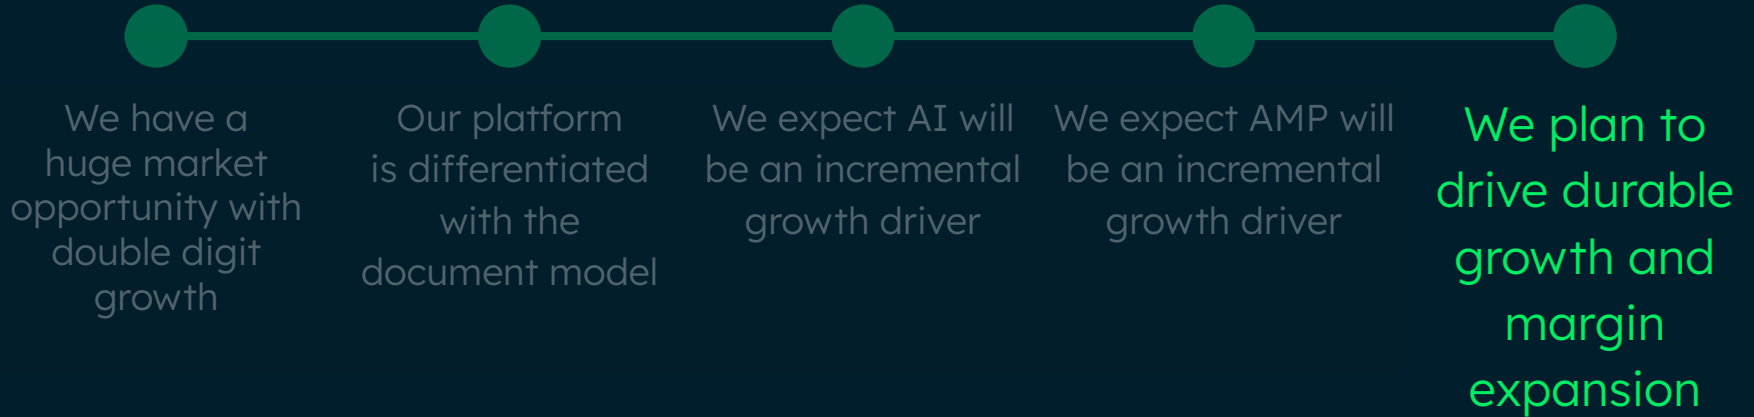 We have a
huge market
opportunity with
double digit
growth
Our platform
is differentiated
with the
document model
We expect AI will
be an incremental
growth driver
We expect AMP will
be an incremental
growth driver
We plan to
drive durable
growth and
margin
expansion